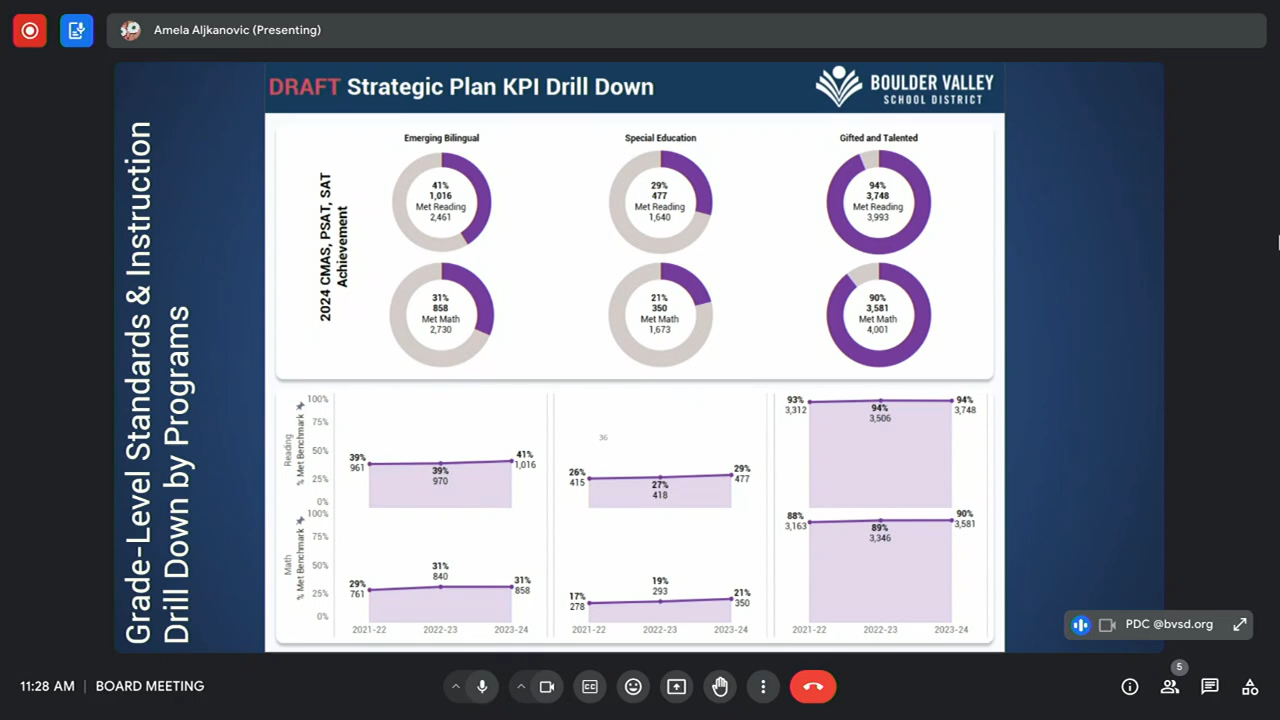 Amela Aljkanovic (Presenting)
DRAFT Strategic Plan KPI Drill Down
BOULDER VALLEY
SCHOOL DISTRICT
Grade-Level Standards & Instruction
Drill Down by Programs
2024 CMAS, PSAT, SAT
Achievement
Emerging Bilingual
41%
1,016
Met Reading
2,461
31%
858
Met Math
2,730
Special Education
29%
477
Met Reading
1,640
21%
350
Met Math
1,673
Gifted and Talented
94%
3,748
Met Reading
3,993
90%
3,581
Met Math
4,001
Reading
% Met Benchmark
100%
75%
50%
25%
0%
39%
961
39%
970
41%
1,016
36
26%
415
27%
418
29%
477
93%
3,312
94%
3,506
94%
3,748
Math
% Met Benchmark
100%
75%
50%
25%
0%
29%
761
31%
840
31%
858
17%
278
19%
293
21%
350
88%
3,163
89%
3,346
90%
3,581
2021-22 2022-23 2023-24
2021-22 2022-23 2023-24
2021-22 2022-23 2023-24
PDC @bvsd.org
11:28 AM | BOARD MEETING
CC
5